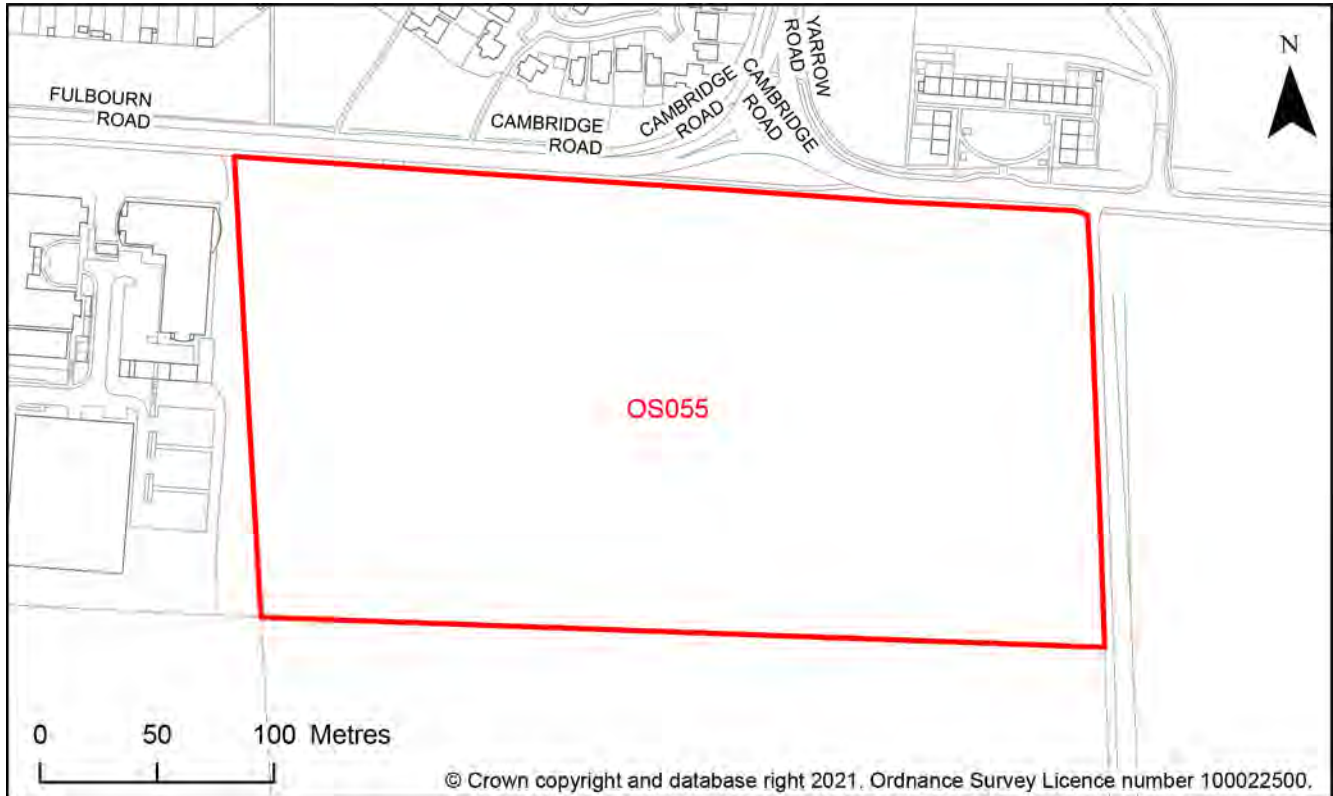 N
FULBOURN
ROAD
CAMBRIDGE
ROAD
CAMBRIDGE
ROAD
CAMBRIDGE
ROAD
YARROW
ROAD
OS055
0 50 100 Metres
© Crown copyright and database right 2021. Ordnance Survey Licence number 100022500.